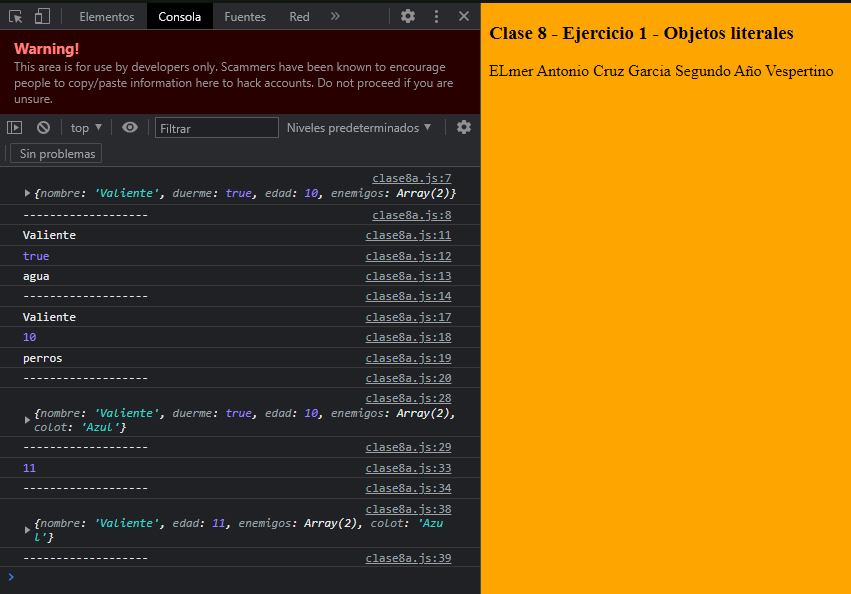 Elementos Consola Fuentes Red »
Warning!
This area is for use by developers only. Scammers have been known to encourage
people to copy/paste information here to hack accounts. Do not proceed if you are
unsure.
top ▼ Filtrar Niveles predeterminados ▼
Sin problemas
clase8a.js:7
▶ {nombre: 'Valiente', duerme: true, edad: 10, enemigos: Array(2)}
------------------- clase8a.js:8
Valiente clase8a.js:11
true clase8a.js:12
agua clase8a.js:13
------------------- clase8a.js:14
Valiente clase8a.js:17
10 clase8a.js:18
perros clase8a.js:19
------------------- clase8a.js:20
clase8a.js:28
▶ {nombre: 'Valiente', duerme: true, edad: 10, enemigos: Array(2),
colot: 'Azul'}
------------------- clase8a.js:29
11 clase8a.js:33
------------------- clase8a.js:34
clase8a.js:38
▶ {nombre: 'Valiente', edad: 11, enemigos: Array(2), colot: 'Azu
l'}
------------------- clase8a.js:39
>
Clase 8 - Ejercicio 1 - Objetos literales
ELmer Antonio Cruz Garcia Segundo Año Vespertino